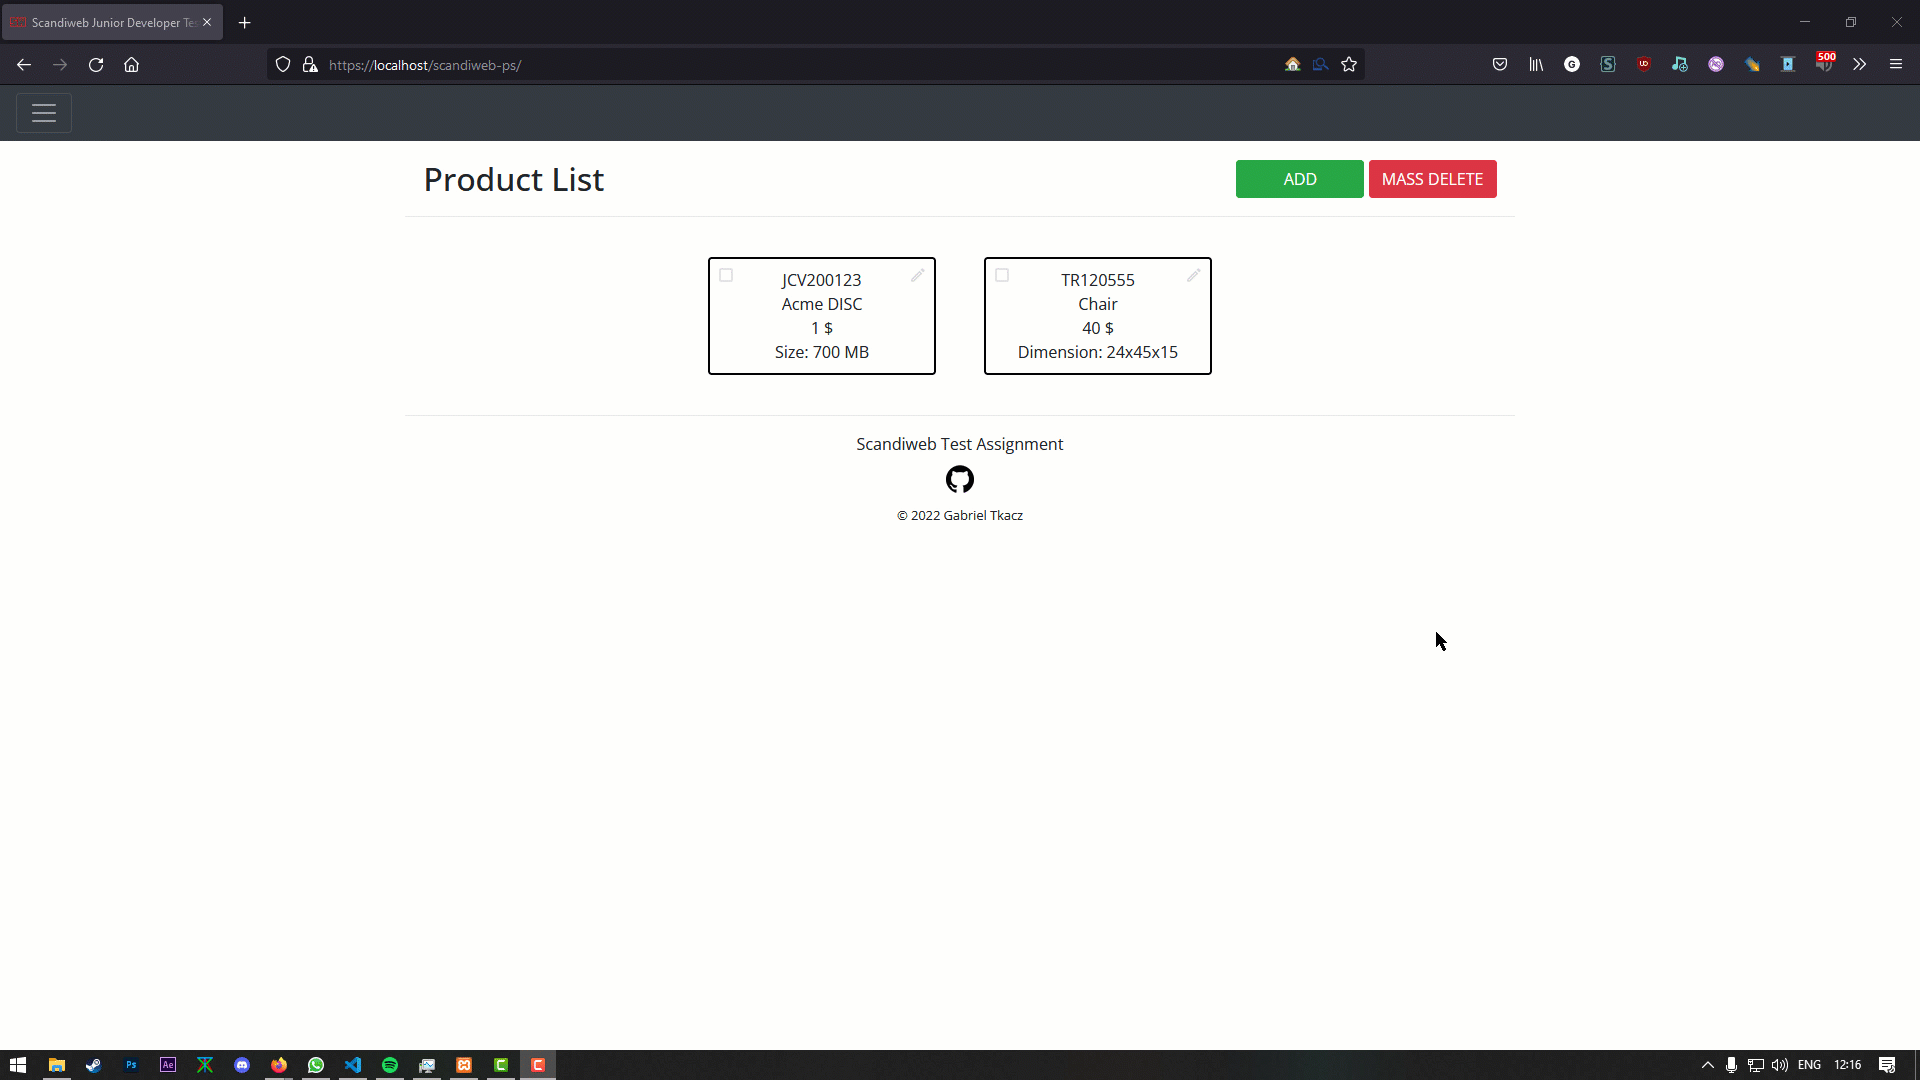 Scandiweb Junior Developer Tes
https://localhost/scandiweb-ps/
500
Product List
ADD
MASS DELETE
JCV200123
Acme DISC
1 $
Size: 700 MB
TR120555
Chair
40 $
Dimension: 24x45x15
Scandiweb Test Assignment
© 2022 Gabriel Tkacz
Ps
Ae
ENG
12:16